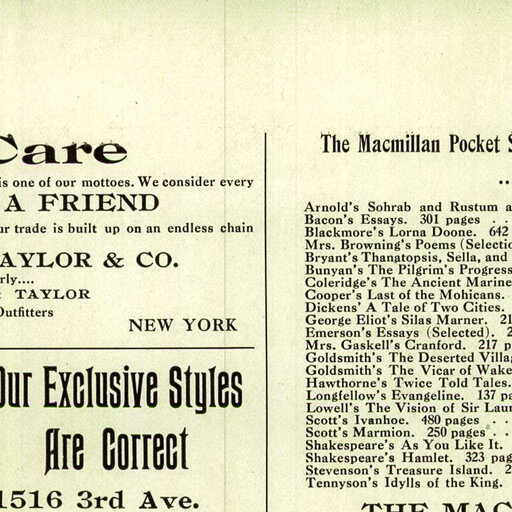 Care
is one of our mottoes. We consider every
A FRIEND
ur trade is built up on an endless chain
AYLOR & CO.
rly....
TAYLOR
Outfitters
NEW YORK
Our Exclusive Styles
Are Correct
1516 3rd Ave.
The Macmillan Pocket S
..
Arnold's Sohrab and Rustum a
Bacon's Essays. 301 pages . .
Blackmore's Lorna Doone. 642
Mrs. Browning's Poems (Selectio
Bryant's Thanatopsis, Sella, and
Bunyan's The Pilgrim's Progress
Coleridge's The Ancient Marine
Cooper's Last of the Mohicans.
Dickens' A Tale of Two Cities.
George Eliot's Silas Marner. 21
Emerson's Essays (Selected). 2
Mrs. Gaskell's Cranford. 217 p
Goldsmith's The Deserted Villag
Goldsmith's The Vicar of Wake
Hawthorne's Twice Told Tales.
Longfellow's Evangeline. 137 pa
Lowell's The Vision of Sir Laun
Scott's Ivanhoe. 480 pages . .
Scott's Marmion. 250 pages . .
Shakespeare's As You Like It.
Shakespeare's Hamlet. 323 pag
Stevenson's Treasure Island. 2
Tennyson's Idylls of the King.
THE MAC